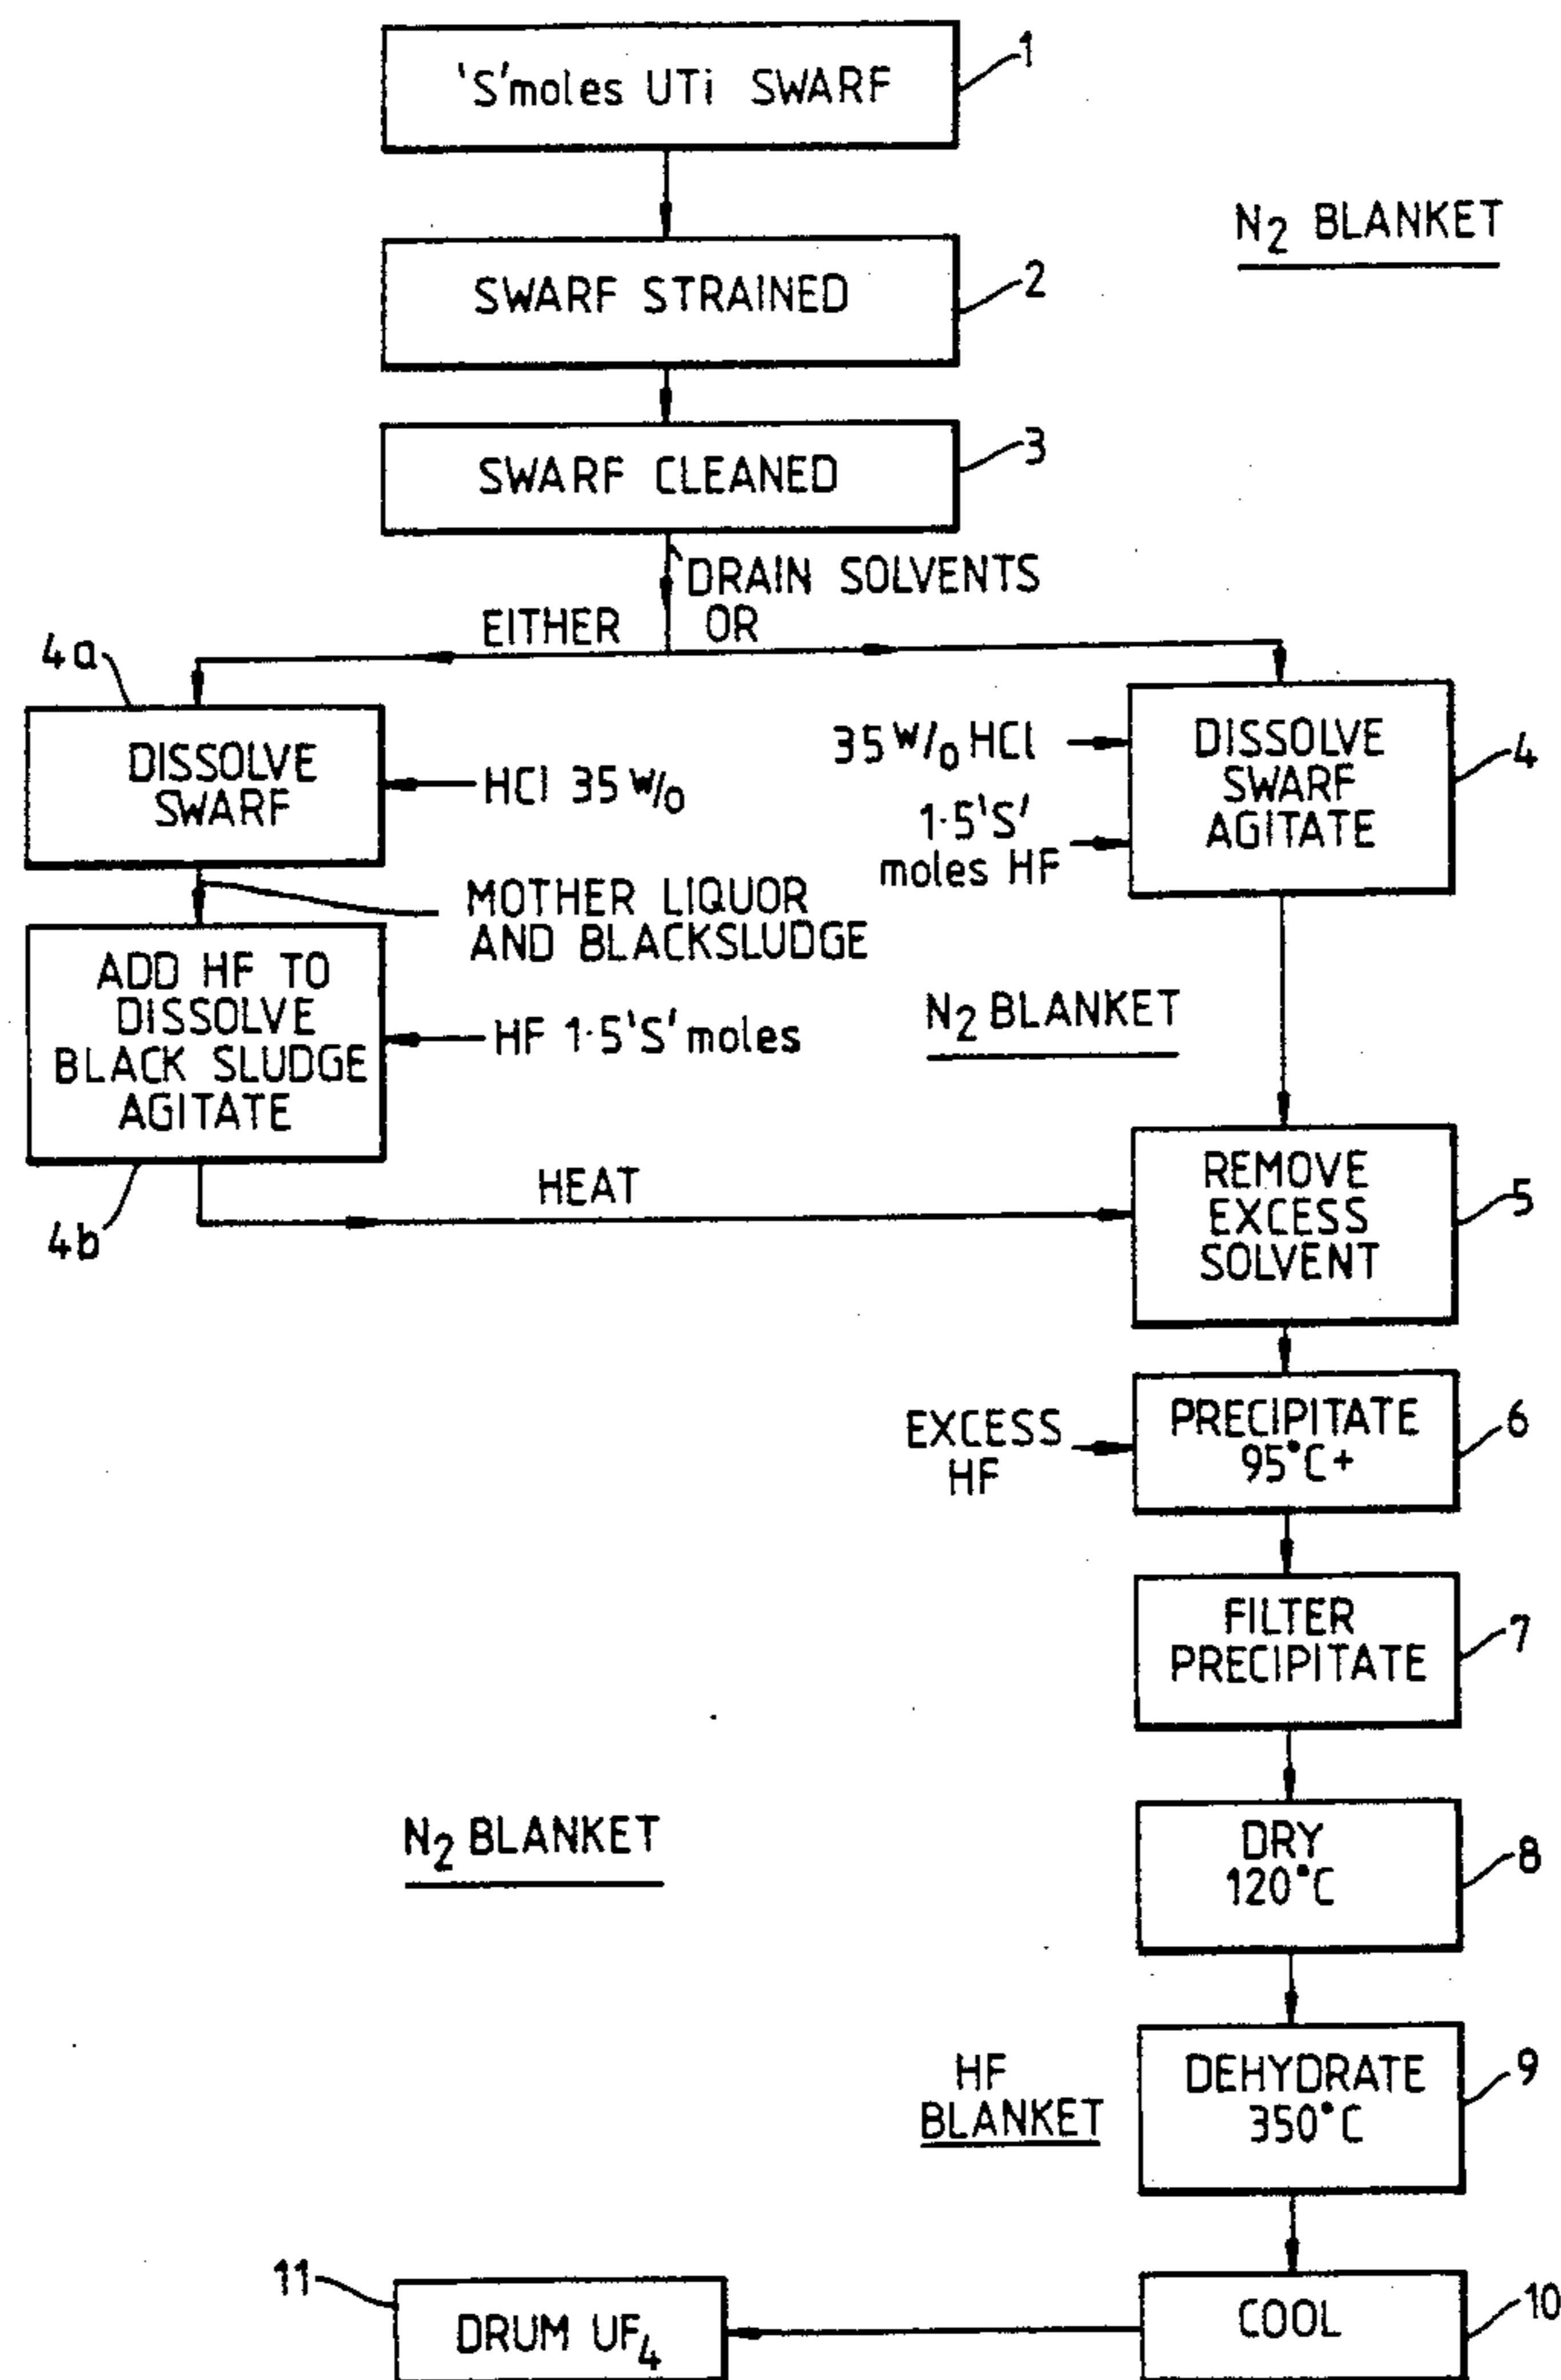 'S'moles UTi SWARF
1
N2 BLANKET
SWARF STRAINED
2
SWARF CLEANED
3
DRAIN SOLVENTS
EITHER
OR
4a
DISSOLVE
SWARF
HCl 35 W/O
35 W/O HCl
1·5'S'
moles HF
DISSOLVE
SWARF
AGITATE
4
MOTHER LIQUOR
AND BLACKSLUDGE
ADD HF TO
DISSOLVE
BLACK SLUDGE
AGITATE
HF 1·5'S'moles
4b
N2 BLANKET
HEAT
REMOVE
EXCESS
SOLVENT
5
EXCESS
HF
PRECIPITATE
95°C+
6
FILTER
PRECIPITATE
7
N2 BLANKET
DRY
120°C
8
HF
BLANKET
DEHYDRATE
350°C
9
COOL
10
11
DRUM UF4